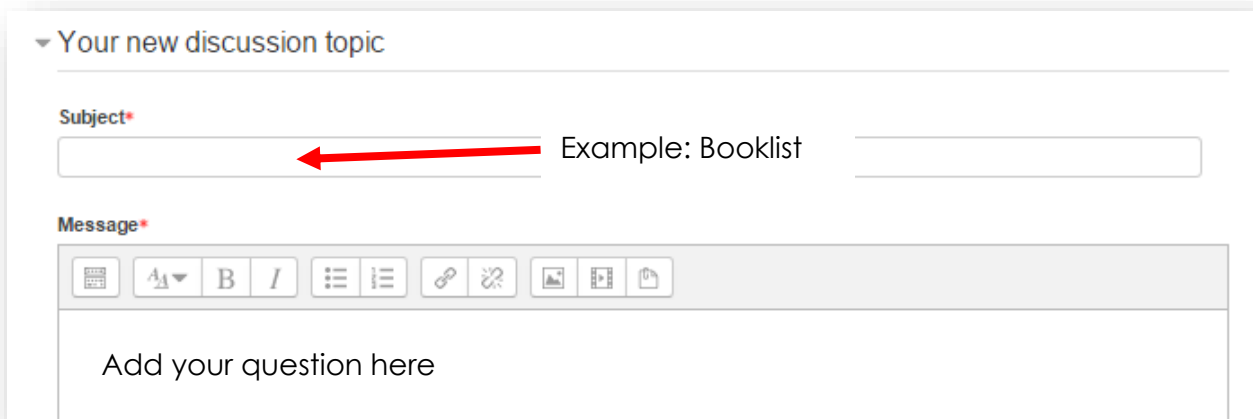 Your new discussion topic
Subject*
Example: Booklist
Message*
B I
Add your question here